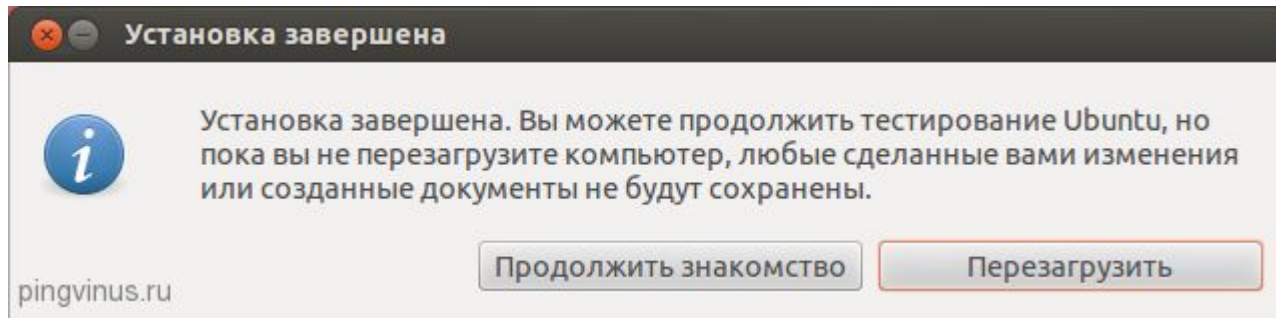 Установка завершена
Установка завершена. Вы можете продолжить тестирование Ubuntu, но
пока вы не перезагрузите компьютер, любые сделанные вами изменения
или созданные документы не будут сохранены.
Продолжить знакомство
Перезагрузить
pingvinus.ru